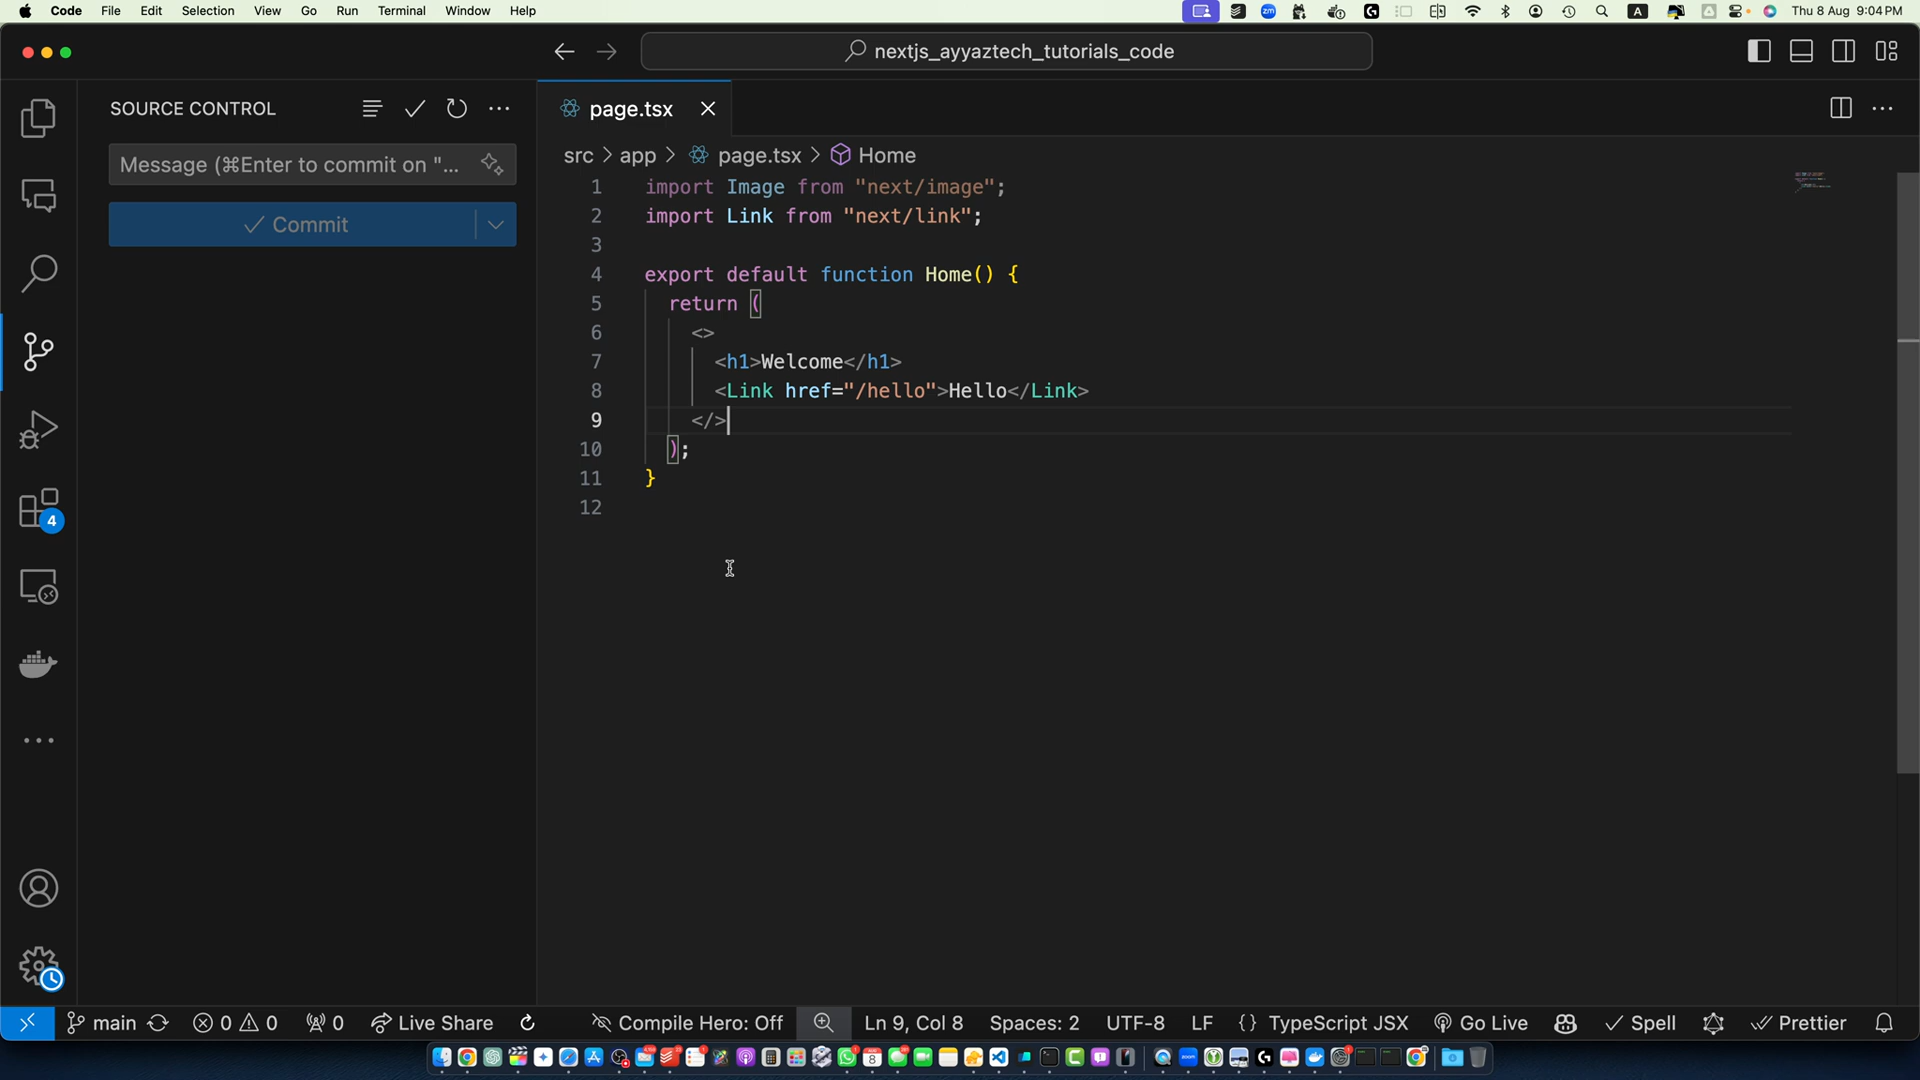 Code File Edit Selection View Go Run Terminal Window Help
zm A Thu 8 Aug 9:04 PM
nextjs_ayyaztech_tutorials_code
SOURCE CONTROL
Message (⌘Enter to commit on "...
Commit
4
page.tsx
src > app > page.tsx > Home
1 import Image from "next/image";
2 import Link from "next/link";
3
4 export default function Home() {
5 return (
6 <>
7 <h1>Welcome</h1>
8 <Link href="/hello">Hello</Link>
9 </>
10 );
11 }
12
main 0 0 0 Live Share Compile Hero: Off Ln 9, Col 8 Spaces: 2 UTF-8 LF {} TypeScript JSX Go Live Spell Prettier